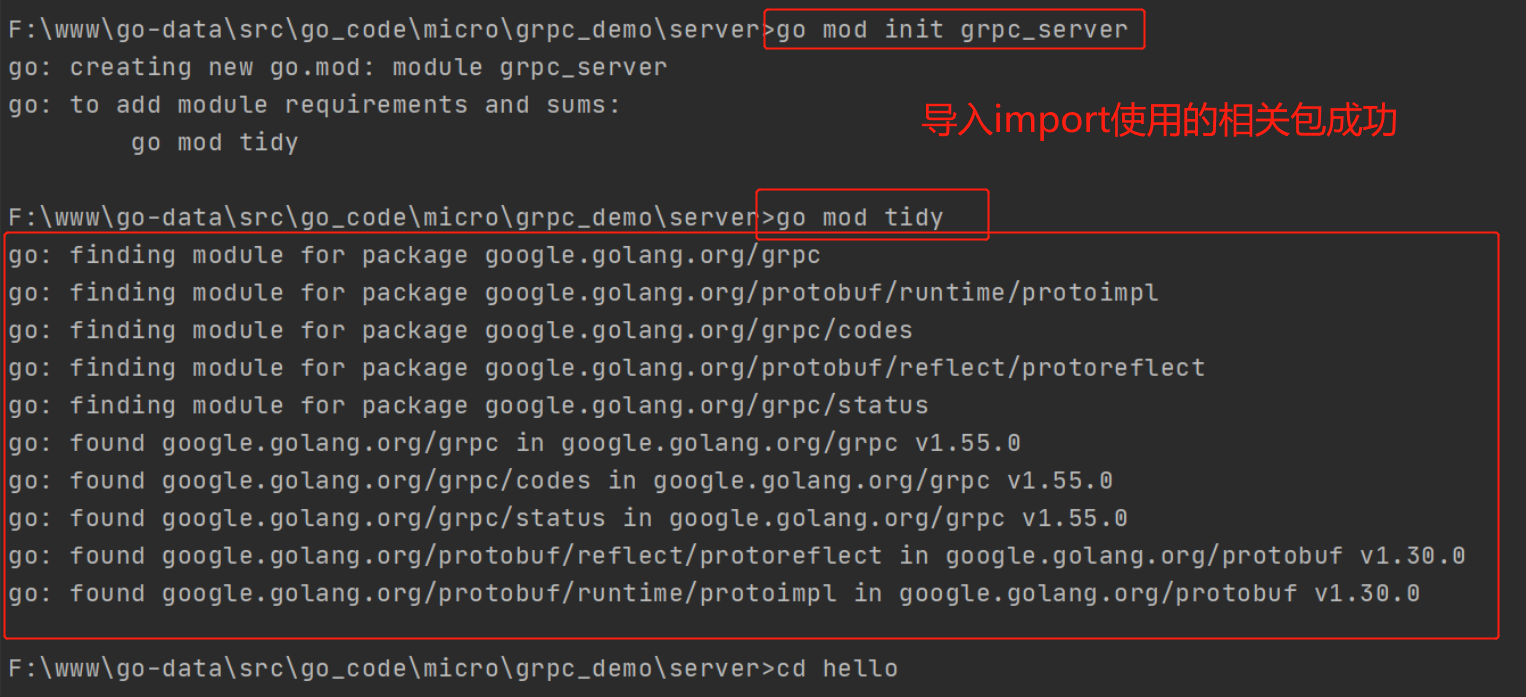 F:\www\go-data\src\go_code\micro\grpc_demo\server>go mod init grpc_server
go: creating new go.mod: module grpc_server
go: to add module requirements and sums:
        go mod tidy
导入import使用的相关包成功
F:\www\go-data\src\go_code\micro\grpc_demo\server>go mod tidy
go: finding module for package google.golang.org/grpc
go: finding module for package google.golang.org/protobuf/runtime/protoimpl
go: finding module for package google.golang.org/grpc/codes
go: finding module for package google.golang.org/protobuf/reflect/protoreflect
go: finding module for package google.golang.org/grpc/status
go: found google.golang.org/grpc in google.golang.org/grpc v1.55.0
go: found google.golang.org/grpc/codes in google.golang.org/grpc v1.55.0
go: found google.golang.org/grpc/status in google.golang.org/grpc v1.55.0
go: found google.golang.org/protobuf/reflect/protoreflect in google.golang.org/protobuf v1.30.0
go: found google.golang.org/protobuf/runtime/protoimpl in google.golang.org/protobuf v1.30.0
F:\www\go-data\src\go_code\micro\grpc_demo\server>cd hello